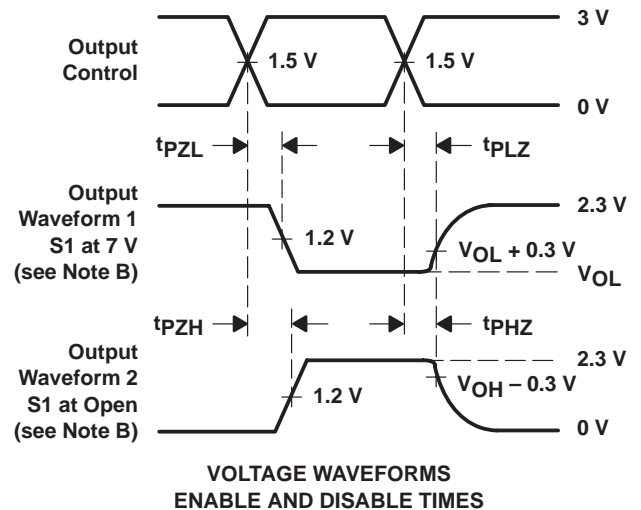 3 V
Output
Control
1.5 V
1.5 V
0 V
tPZL
tPLZ
Output
Waveform 1
S1 at 7 V
(see Note B)
2.3 V
1.2 V
VOL + 0.3 V
VOL
tPZH
tPHZ
Output
Waveform 2
S1 at Open
(see Note B)
2.3 V
1.2 V
VOH – 0.3 V
0 V
VOLTAGE WAVEFORMS
ENABLE AND DISABLE TIMES